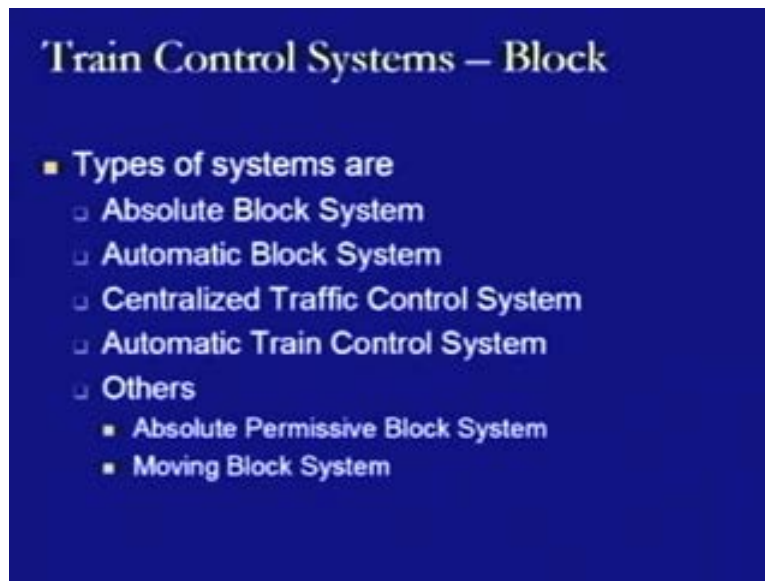 Train Control Systems – Block
Types of systems are
Absolute Block System
Automatic Block System
Centralized Traffic Control System
Automatic Train Control System
Others
Absolute Permissive Block System
Moving Block System